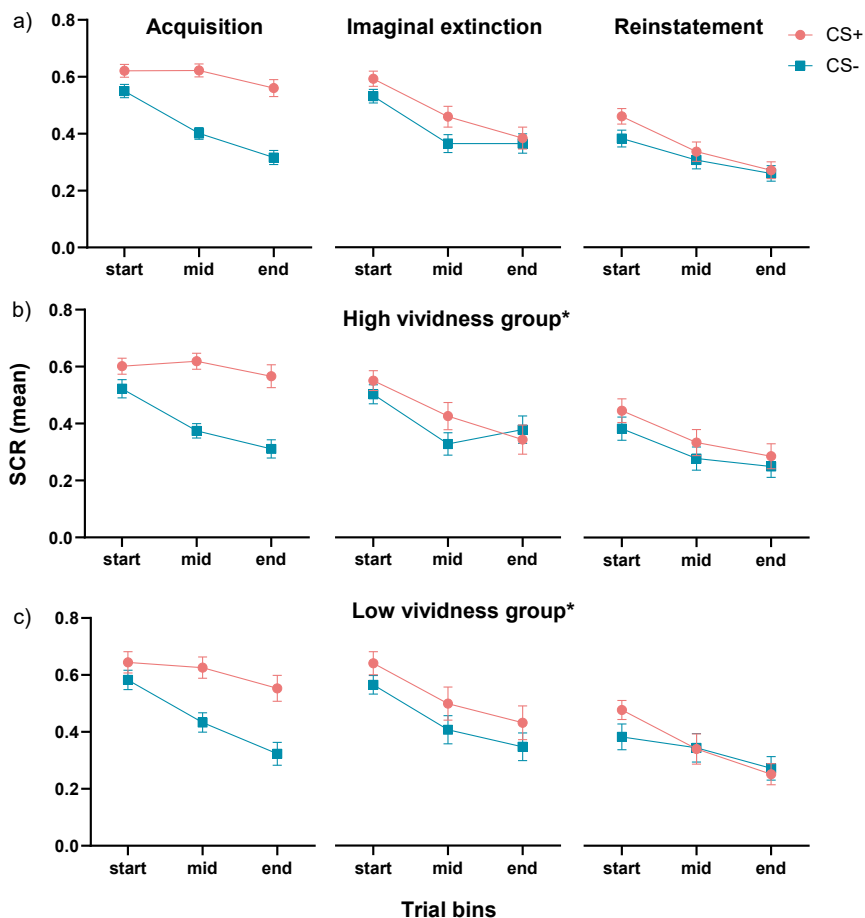 a) Acquisition Imaginal extinction Reinstatement
CS+
CS-
0.8
0.6
0.4
0.2
0.0
start mid end start mid end start mid end
b) High vividness group*
0.8
0.6
0.4
0.2
0.0
SCR (mean)
start mid end start mid end start mid end
c) Low vividness group*
0.8
0.6
0.4
0.2
0.0
start mid end start mid end start mid end
Trial bins